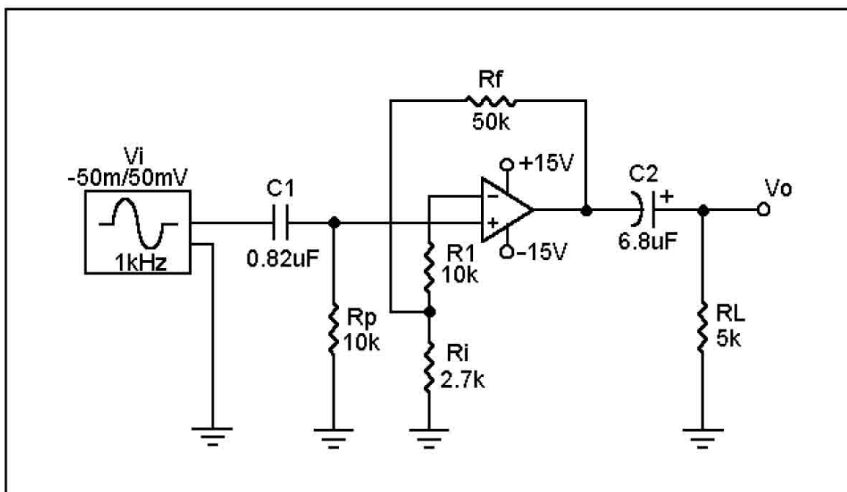 Rf
50k
Vi
-50m/50mV
1kHz
C1
0.82uF
+15V
-
+
-15V
C2
+
6.8uF
Vo
R1
10k
Rp
10k
Ri
2.7k
RL
5k